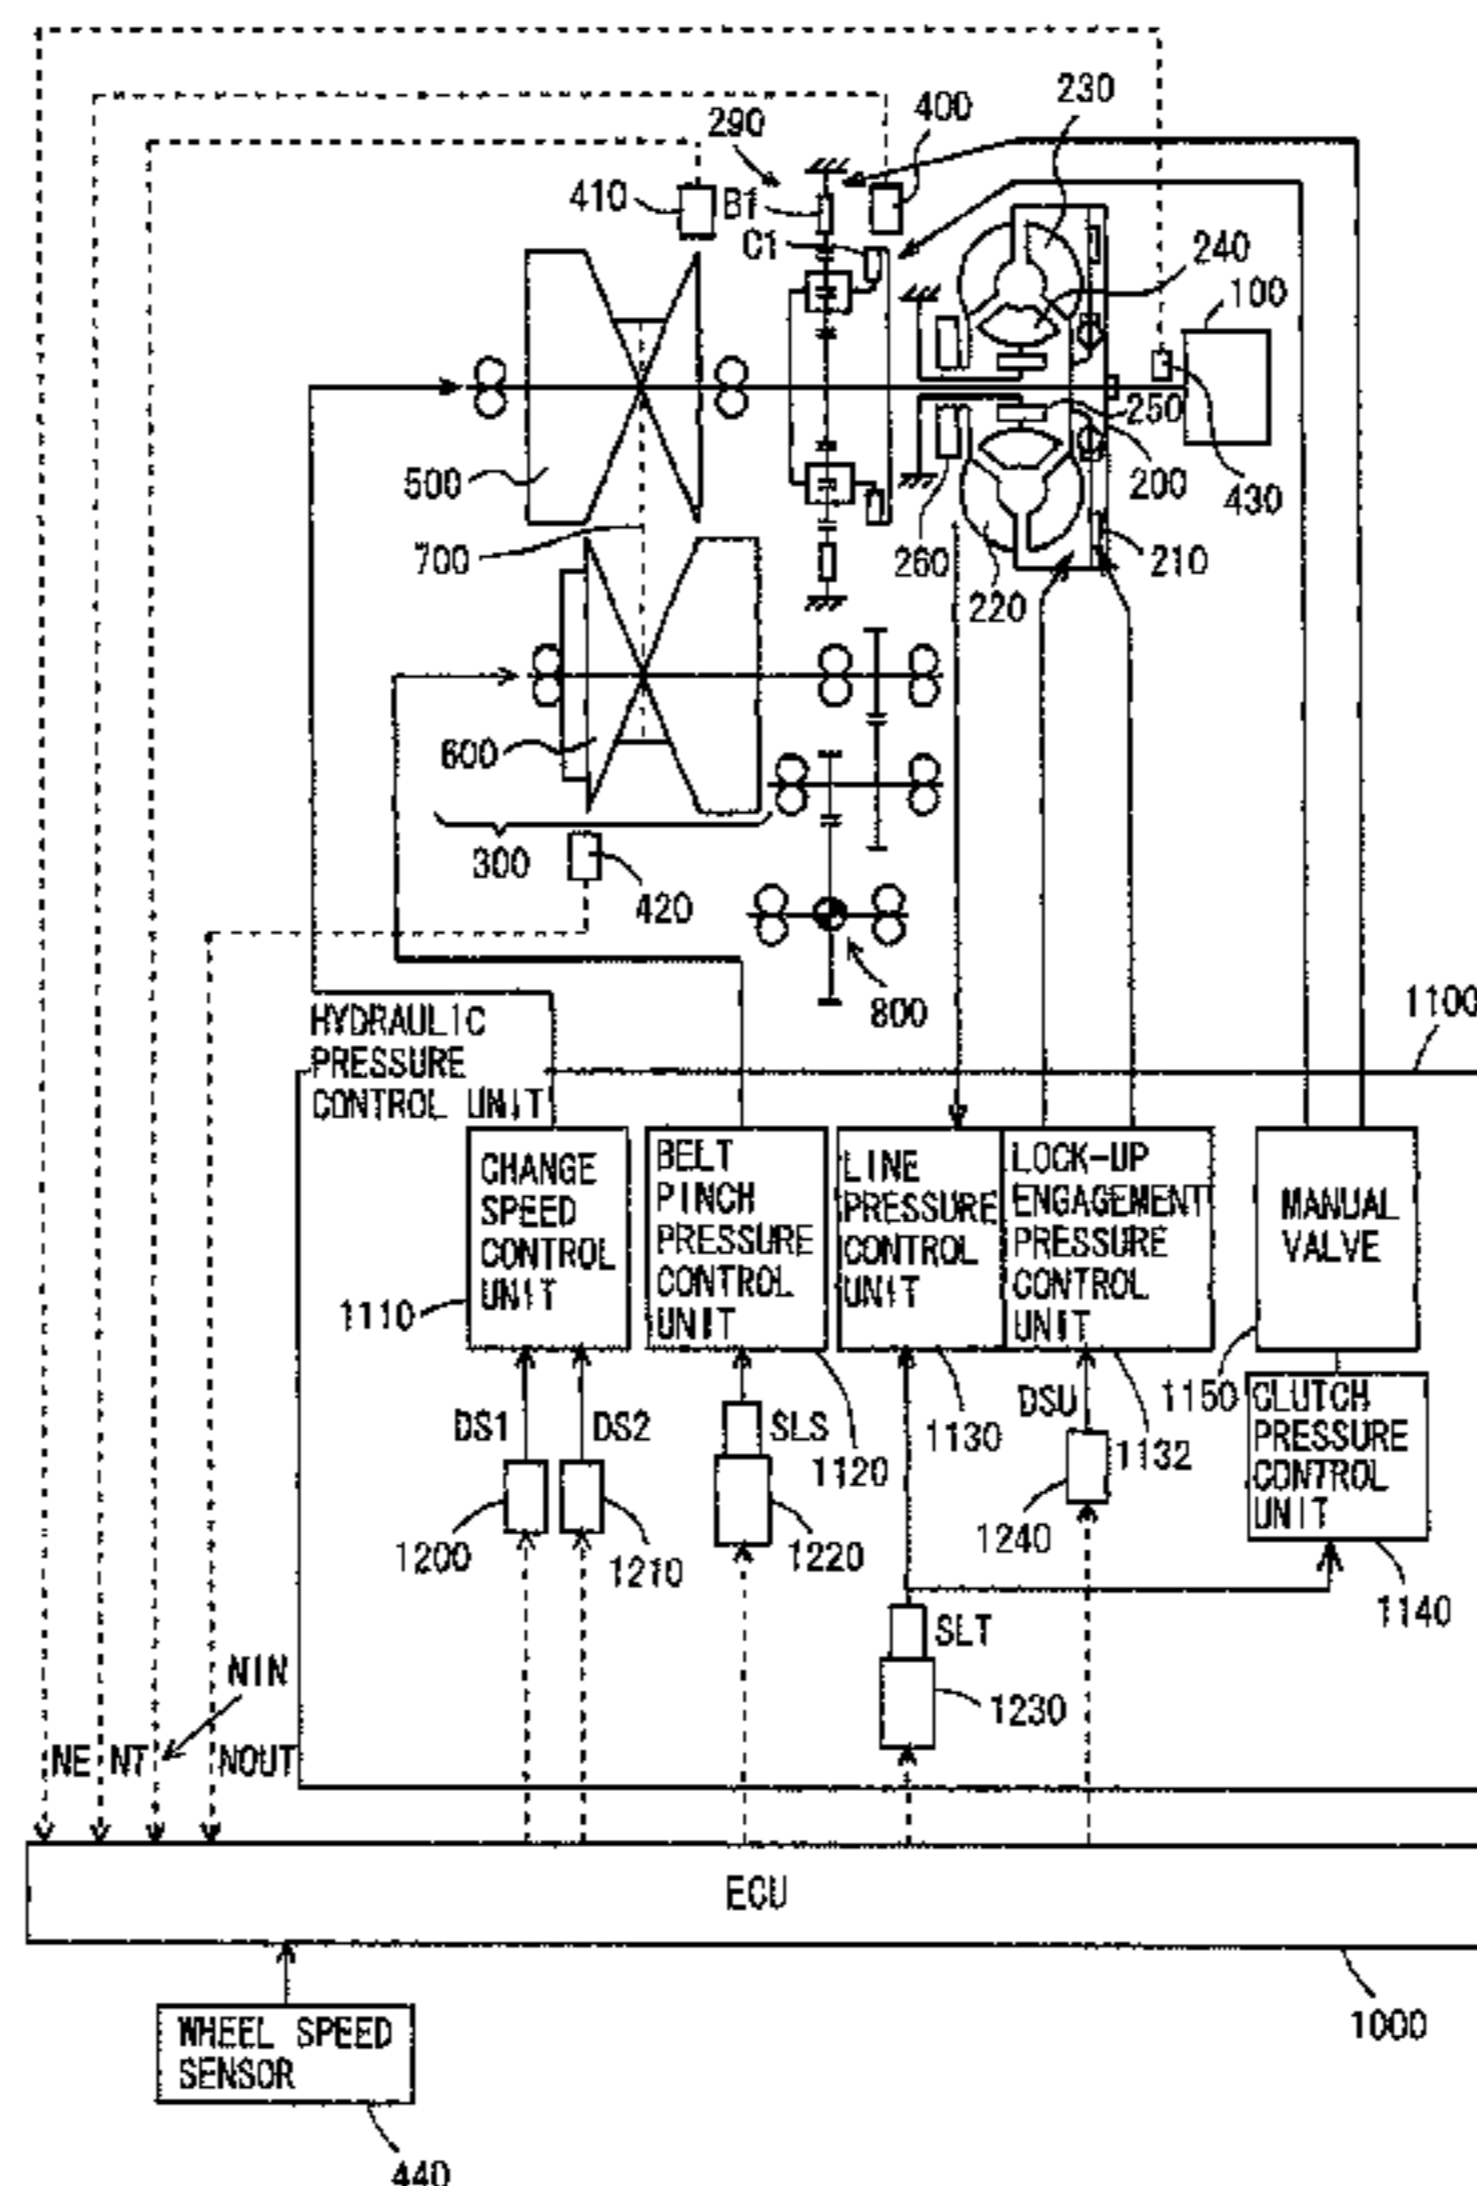 230
400
290
410
B1
C1
240
100
250
500
200
430
700
260
220
210
600
300
420
800
1100
HYDRAULIC
PRESSURE
CONTROL UNIT
CHANGE
SPEED
CONTROL
UNIT
BELT
PINCH
PRESSURE
CONTROL
UNIT
LINE
PRESSURE
CONTROL
UNIT
LOCK-UP
ENGAGEMENT
PRESSURE
CONTROL
UNIT
MANUAL
VALVE
1110
1150
CLUTCH
PRESSURE
CONTROL
UNIT
DS1
DS2
SLS
1120
1130
DSU
1132
1200
1210
1220
1240
1140
SLT
1230
NIN
NE
NT
NOUT
ECU
1000
WHEEL SPEED
SENSOR
440